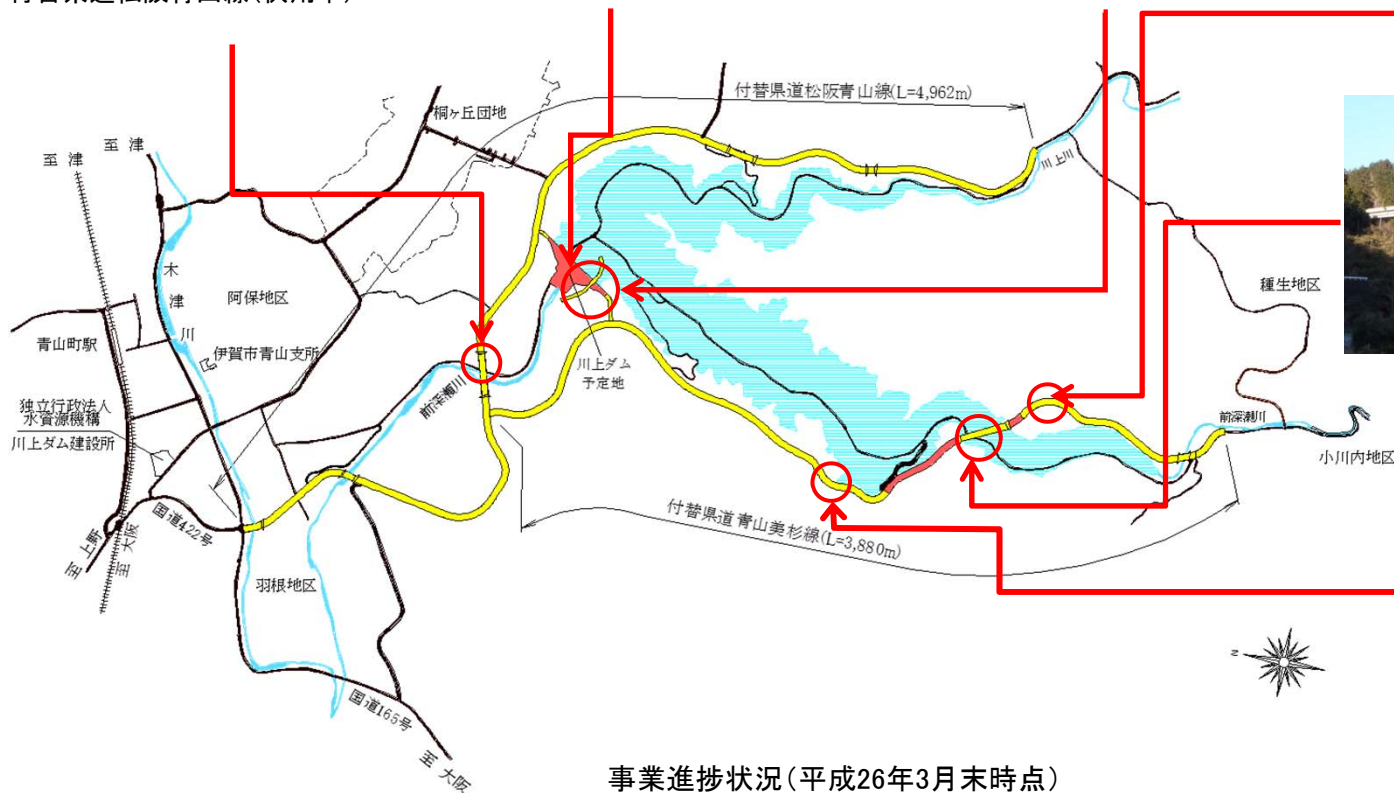 付替県道松阪青山線(L=4,962m)
桐ヶ丘団地
至 津
至 津
川上川
木津川
阿保地区
種生地区
青山町駅
伊賀市青山支所
川上ダム
予定地
前深瀬川
独立行政法人
水資源機構
川上ダム建設所
前深瀬川
小川内地区
国道422号
付替県道青山美杉線(L=3,880m)
至 上野
至 大阪
羽根地区
N
国道165号
至 大阪
事業進捗状況(平成26年3月末時点)